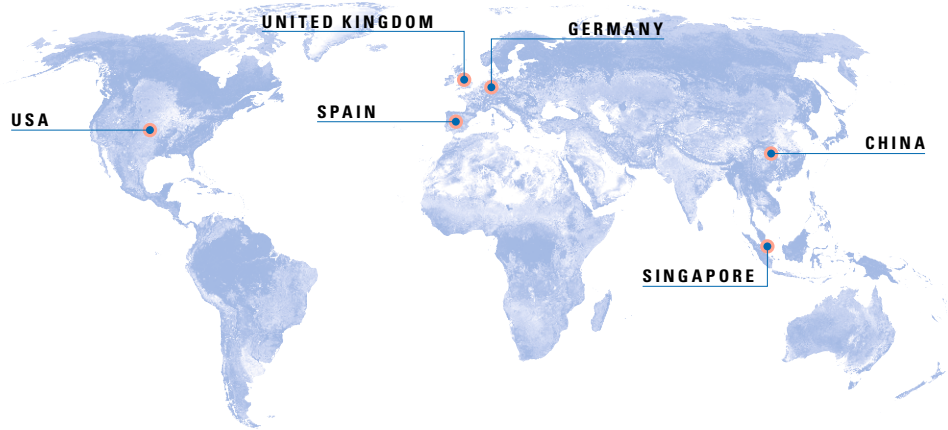 UNITED KINGDOM
GERMANY
USA
SPAIN
CHINA
SINGAPORE